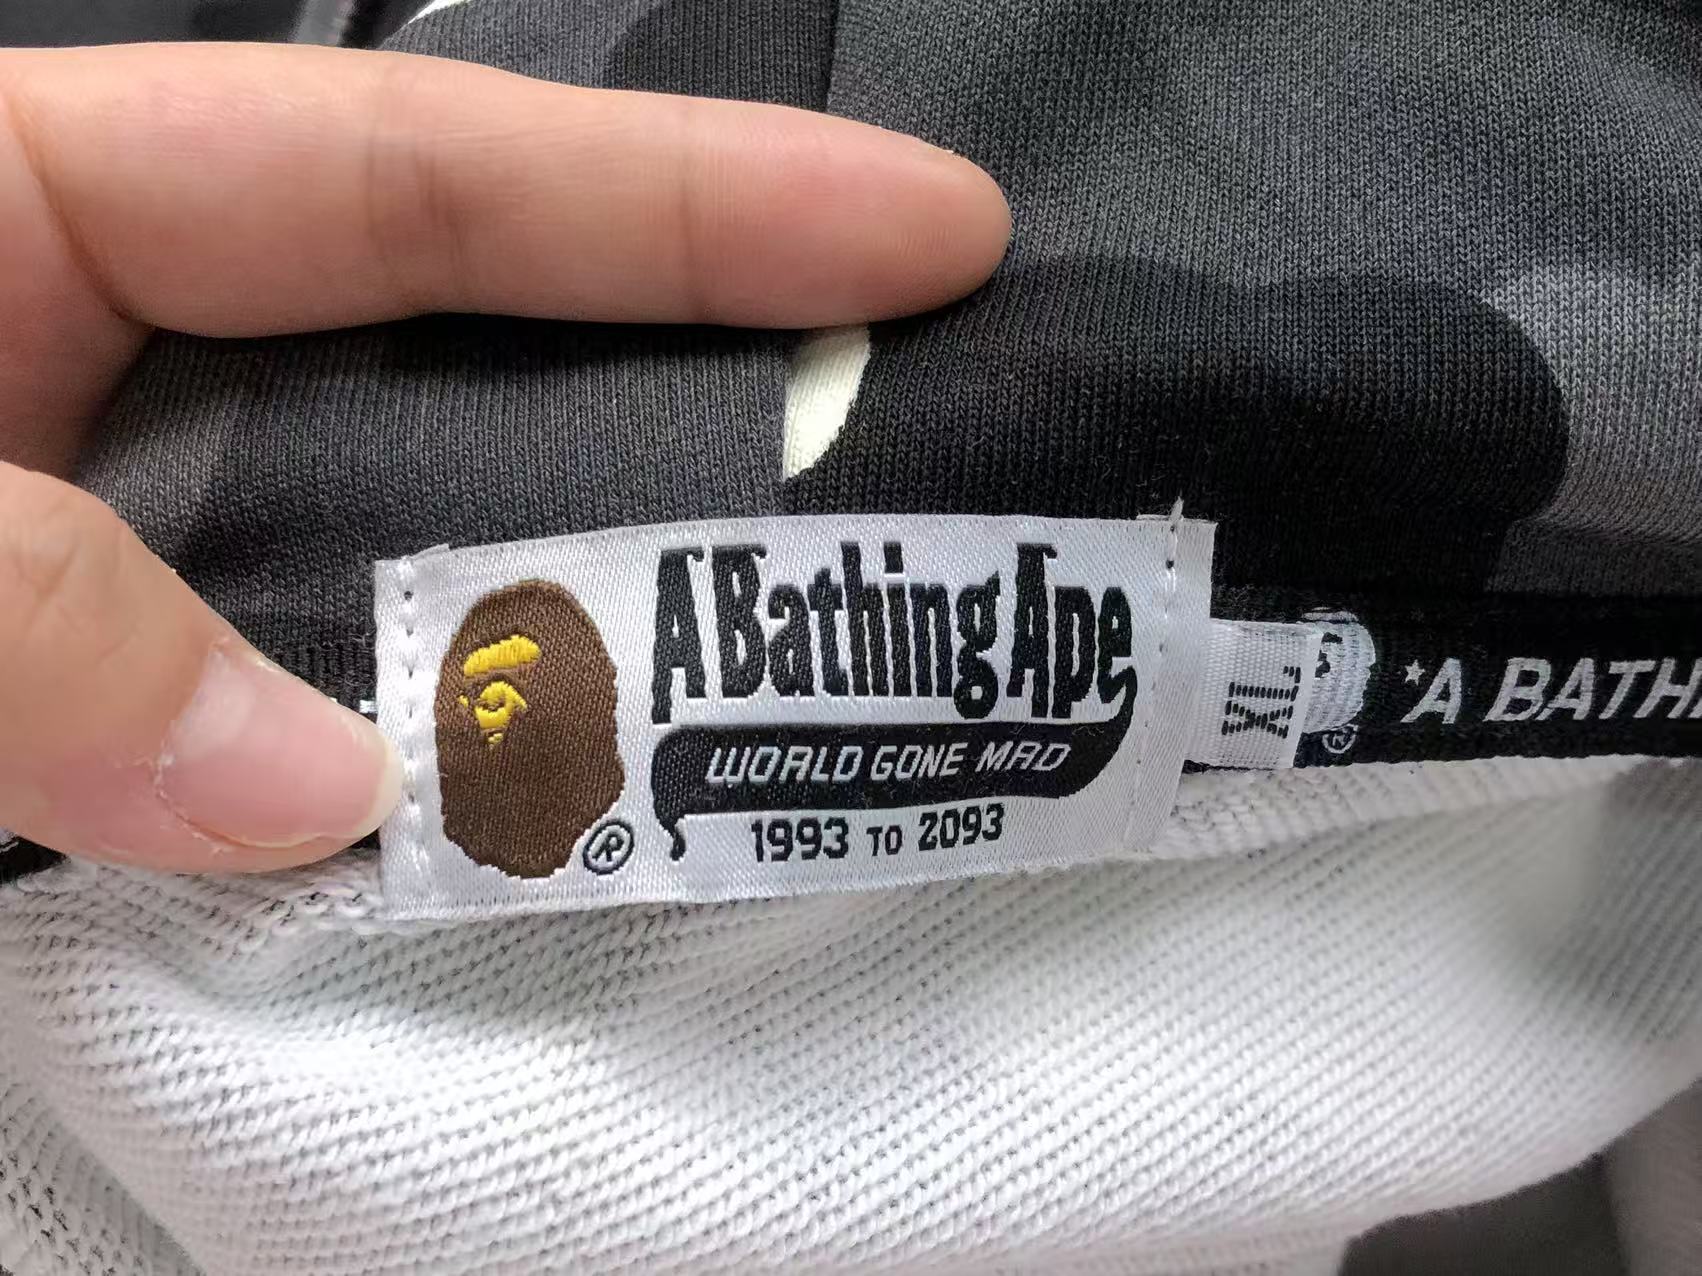 A Bathing Ape
WORLD GONE MAD
1993 TO 2093
®
XL
®
*A BATH